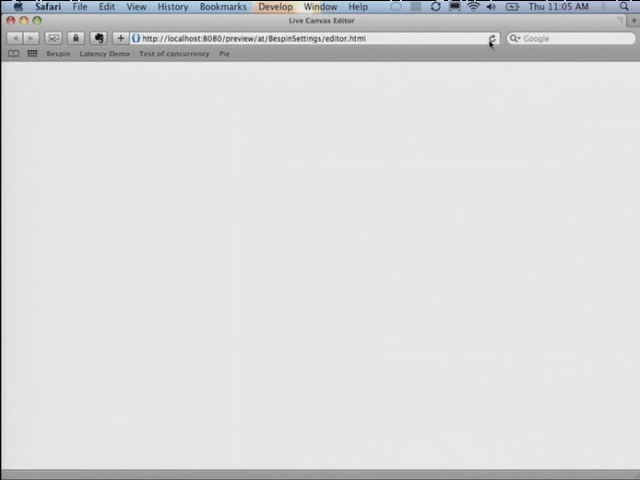 Safari File Edit View History Bookmarks Develop Window Help Thu 11:05 AM
Live Canvas Editor
http://localhost:8080/preview/at/BespinSettings/editor.html Google
Bespin Latency Demo Test of concurrency Pie